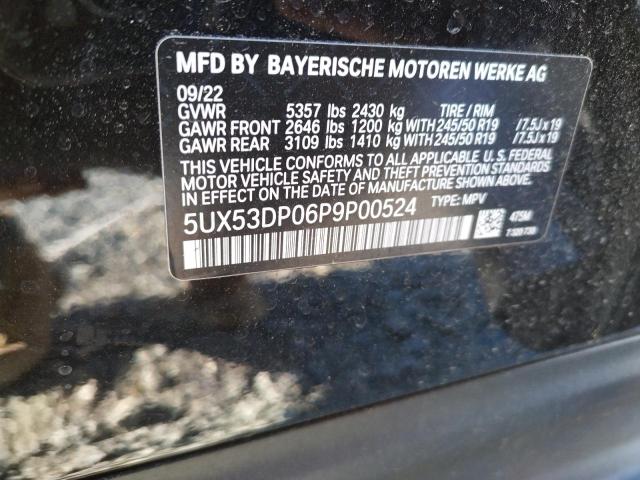 MFD BY BAYERISCHE MOTOREN WERKE AG
09/22
GVWR 5357 lbs 2430 kg TIRE / RIM
GAWR FRONT 2646 lbs 1200 kg WITH 245/50 R19 /7.5J x 19
GAWR REAR 3109 lbs 1410 kg WITH 245/50 R19 /7.5J x 19
THIS VEHICLE CONFORMS TO ALL APPLICABLE U.S. FEDERAL
MOTOR VEHICLE SAFETY AND THEFT PREVENTION STANDARDS
IN EFFECT ON THE DATE OF MANUFACTURE SHOWN ABOVE.
5UX53DP06P9P00524 TYPE: MPV
475M